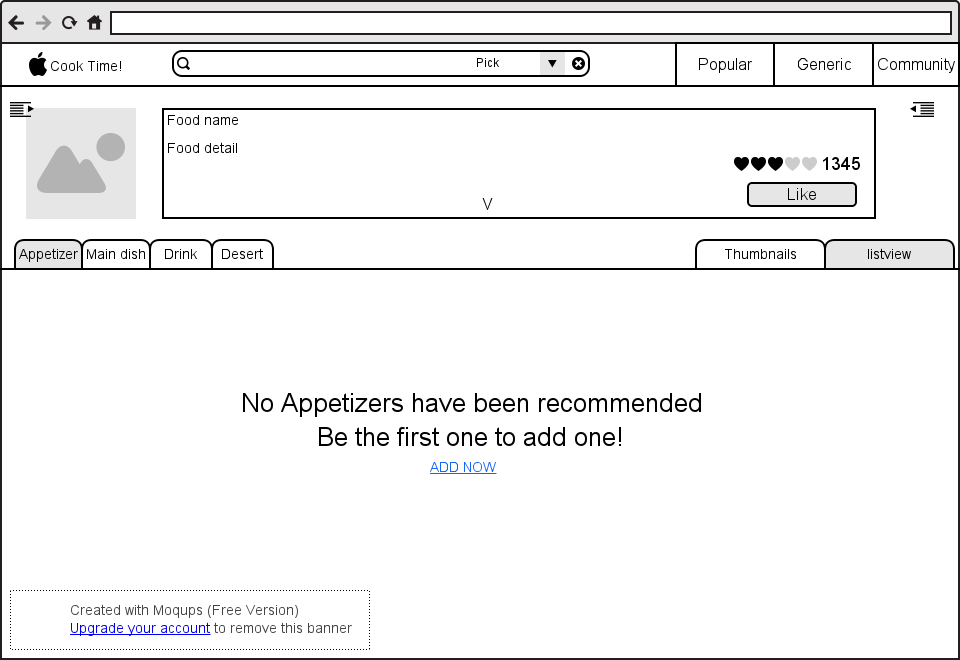 Cook Time!
Pick
Popular
Generic
Community
Food name
Food detail
1345
Like
V
Appetizer
Main dish
Drink
Desert
Thumbnails
listview
No Appetizers have been recommended
Be the first one to add one!
ADD NOW
Created with Moqups (Free Version)
Upgrade your account to remove this banner